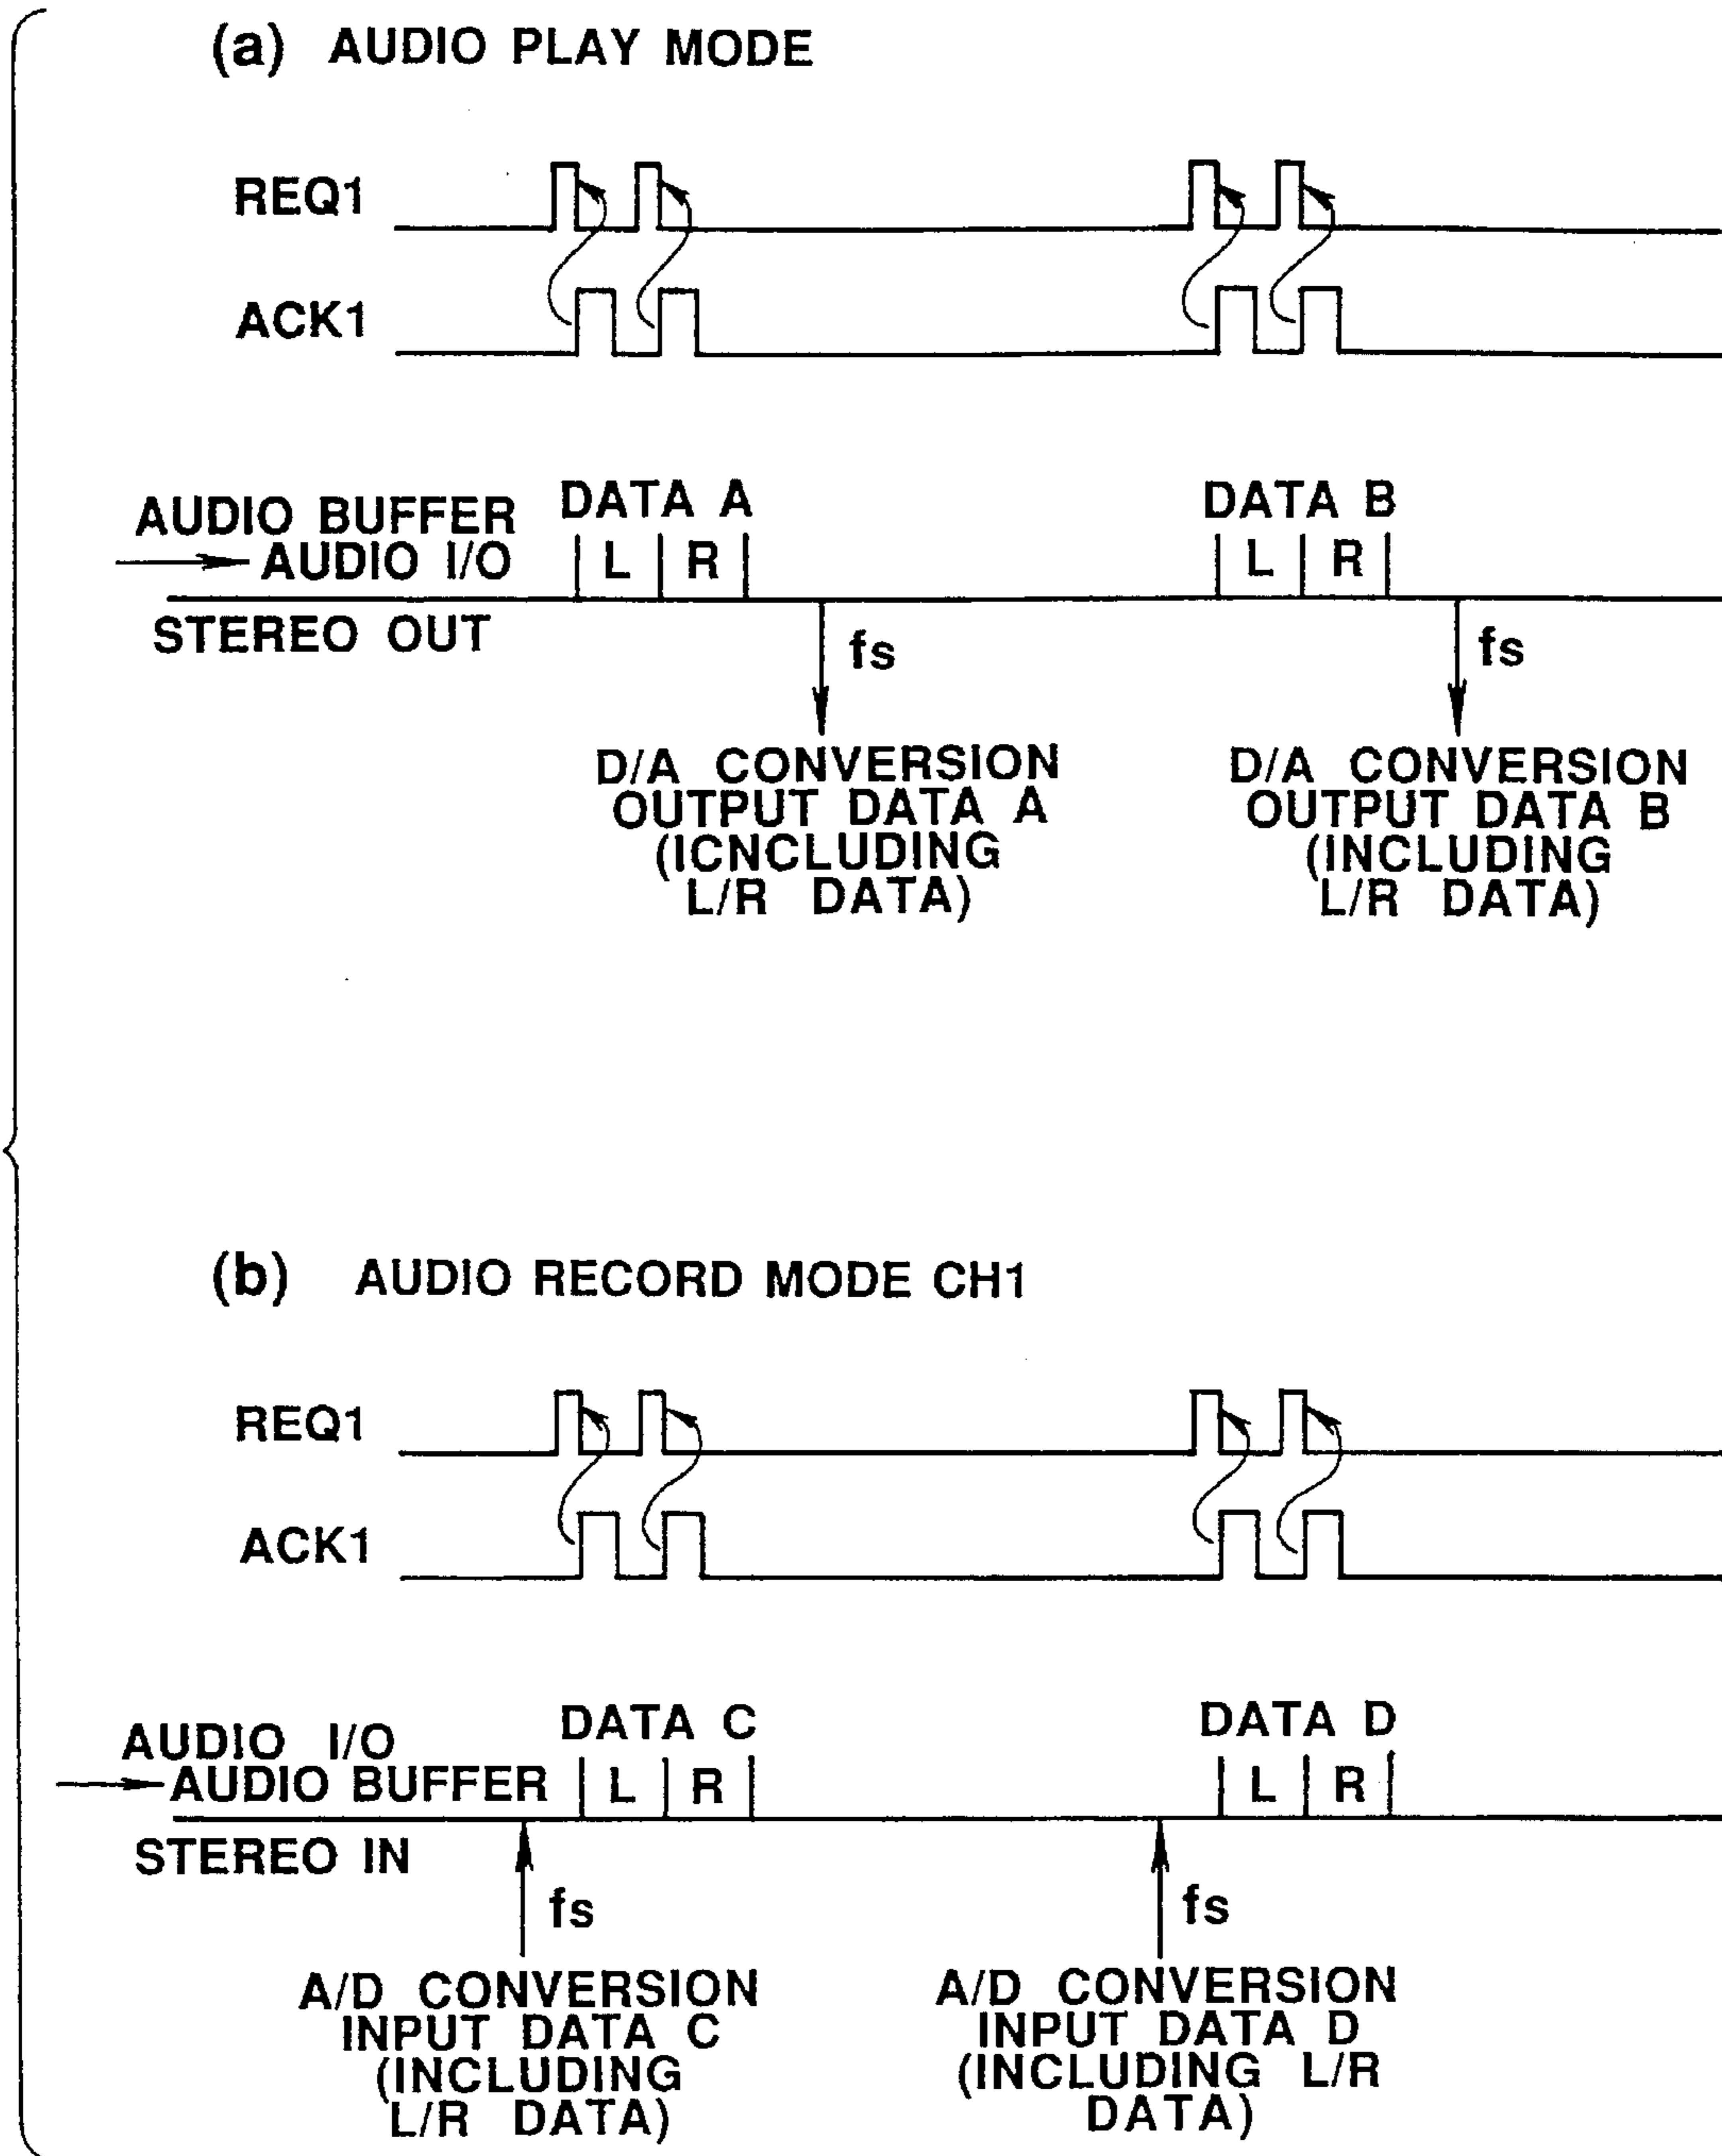 (a) AUDIO PLAY MODE
REQ1
ACK1
AUDIO BUFFER
AUDIO I/O
STEREO OUT
DATA A
L R
DATA B
L R
fs
fs
D/A CONVERSION
OUTPUT DATA A
(ICNCLUDING
L/R DATA)
D/A CONVERSION
OUTPUT DATA B
(INCLUDING
L/R DATA)
(b) AUDIO RECORD MODE CH1
REQ1
ACK1
AUDIO I/O
AUDIO BUFFER
STEREO IN
DATA C
L R
DATA D
L R
fs
fs
A/D CONVERSION
INPUT DATA C
(INCLUDING
L/R DATA)
A/D CONVERSION
INPUT DATA D
(INCLUDING L/R
DATA)